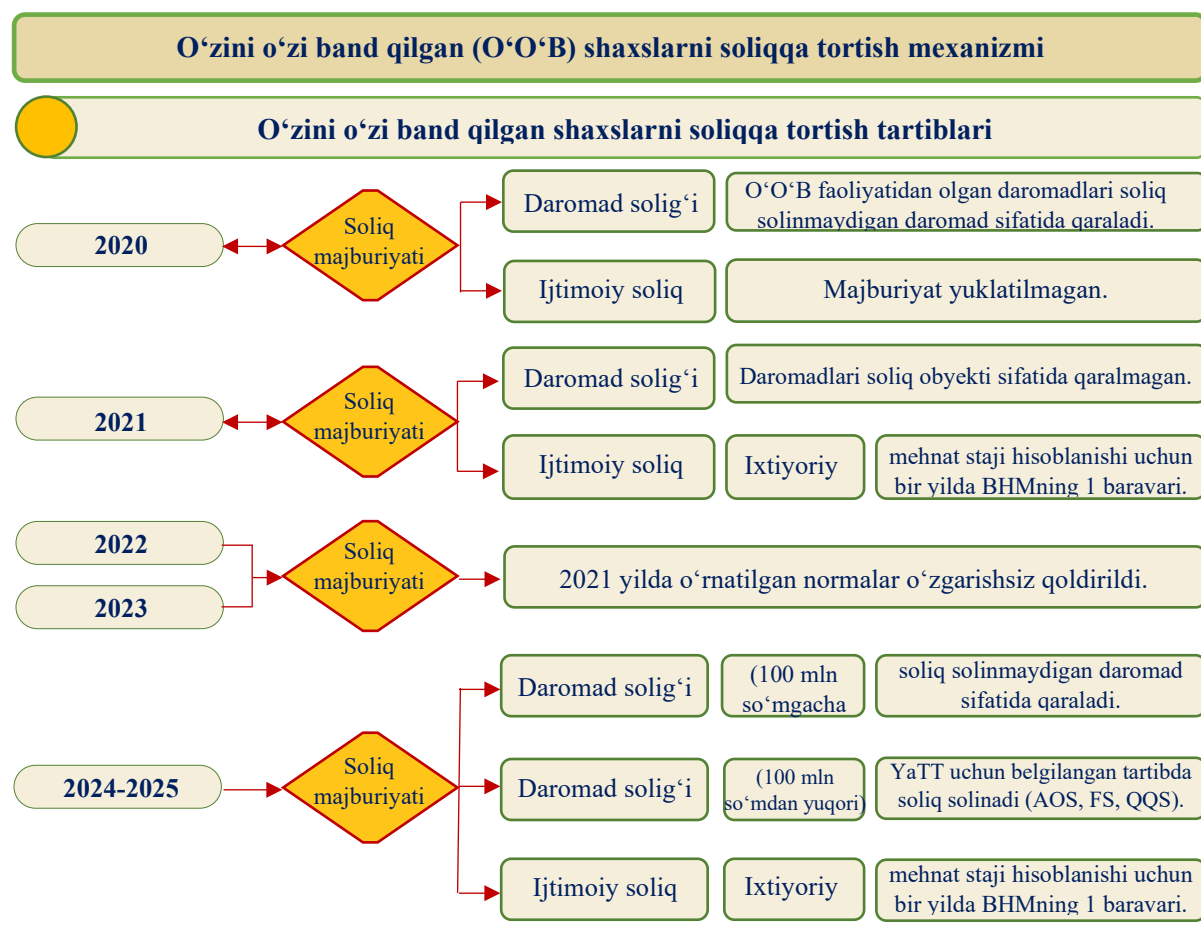 O‘zini o‘zi band qilgan (O‘O‘B) shaxslarni soliqqa tortish mexanizmi
O‘zini o‘zi band qilgan shaxslarni soliqqa tortish tartiblari
2020
Soliq
majburiyati
Daromad solig‘i
O‘O‘B faoliyatidan olgan daromadlari soliq
solinmaydigan daromad sifatida qaraladi.
Ijtimoiy soliq
Majburiyat yuklatilmagan.
2021
Soliq
majburiyati
Daromad solig‘i
Daromadlari soliq obyekti sifatida qaralmagan.
Ijtimoiy soliq
Ixtiyoriy
mehnat staji hisoblanishi uchun
bir yilda BHMning 1 baravari.
2022
2023
Soliq
majburiyati
2021 yilda o‘rnatilgan normalar o‘zgarishsiz qoldirildi.
2024-2025
Soliq
majburiyati
Daromad solig‘i
(100 mln
so‘mgacha
soliq solinmaydigan daromad
sifatida qaraladi.
Daromad solig‘i
(100 mln
so‘mdan yuqori)
YaTT uchun belgilangan tartibda
soliq solinadi (AOS, FS, QQS).
Ijtimoiy soliq
Ixtiyoriy
mehnat staji hisoblanishi uchun
bir yilda BHMning 1 baravari.